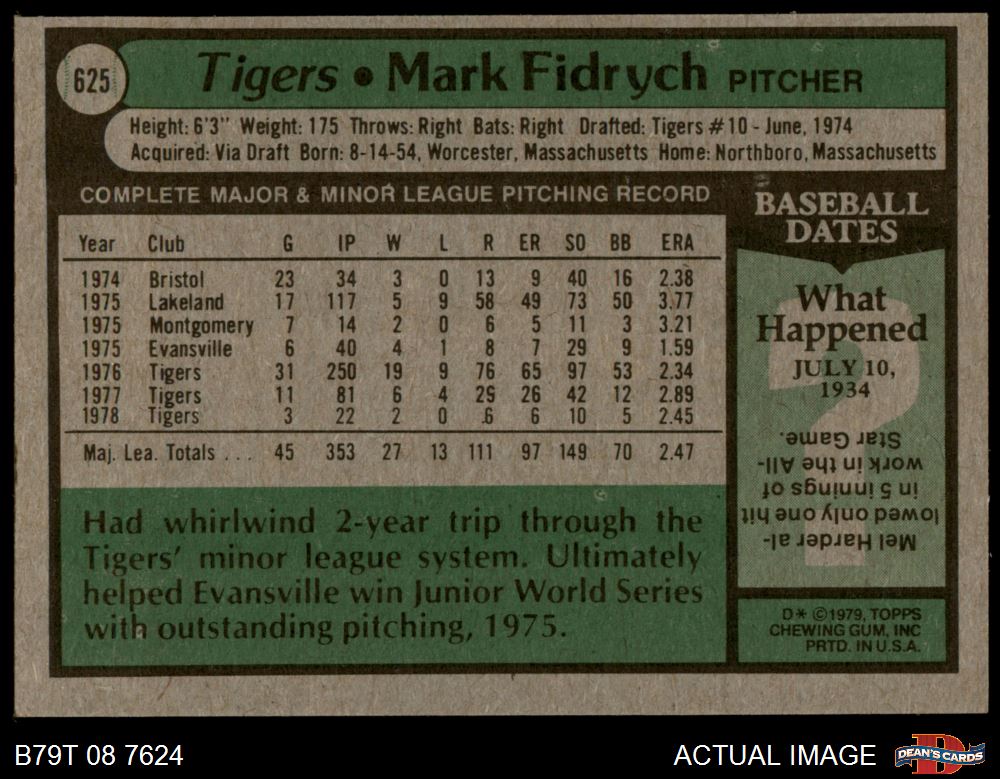 625
Tigers • Mark Fidrych PITCHER
Height: 6'3" Weight: 175 Throws: Right Bats: Right Drafted: Tigers #10 - June, 1974
Acquired: Via Draft Born: 8-14-54, Worcester, Massachusetts Home: Northboro, Massachusetts
COMPLETE MAJOR & MINOR LEAGUE PITCHING RECORD
Year Club G IP W L R ER SO BB ERA
1974 Bristol 23 34 3 0 13 9 40 16 2.38
1975 Lakeland 17 117 5 9 58 49 73 50 3.77
1975 Montgomery 7 14 2 0 6 5 11 3 3.21
1975 Evansville 6 40 4 1 8 7 29 9 1.59
1976 Tigers 31 250 19 9 76 65 97 53 2.34
1977 Tigers 11 81 6 4 29 26 42 12 2.89
1978 Tigers 3 22 2 0 6 6 10 5 2.45
Maj. Lea. Totals . . . 45 353 27 13 111 97 149 70 2.47
Had whirlwind 2-year trip through the
Tigers' minor league system. Ultimately
helped Evansville win Junior World Series
with outstanding pitching, 1975.
BASEBALL
DATES
What
Happened
JULY 10,
1934
?
Mel Harder al-
lowed only one hit
in 5 innings of
work in the All-
Star Game.
D* ©1979, TOPPS
CHEWING GUM, INC
PRTD. IN U.S.A.
B79T 08 7624
ACTUAL IMAGE
D
DEAN'S CARDS